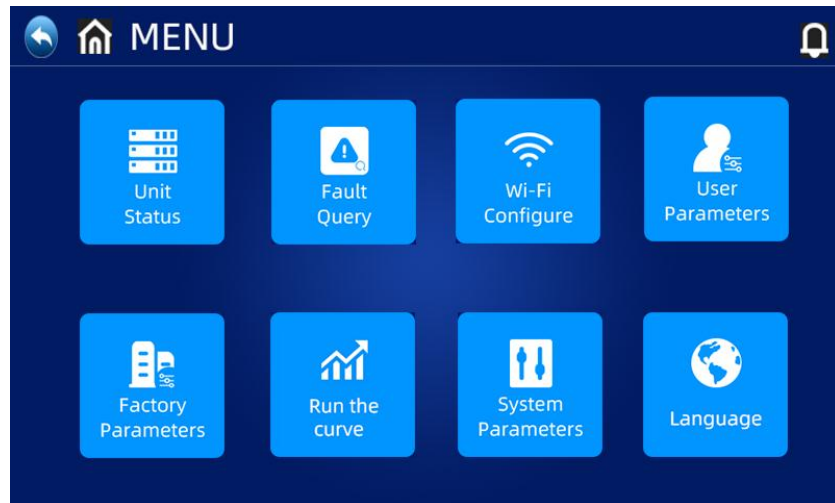 MENU
Unit
Status
Fault
Query
Wi-Fi
Configure
User
Parameters
Factory
Parameters
Run the
curve
System
Parameters
Language